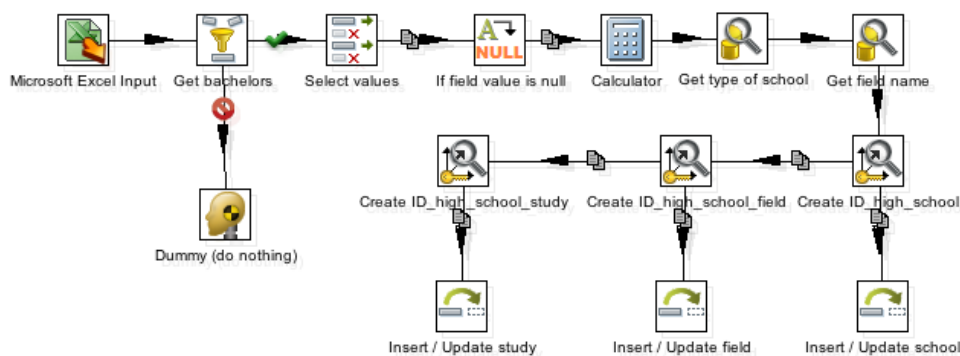 A
NULL
Microsoft Excel Input
Get bachelors
Select values
If field value is null
Calculator
Get type of school
Get field name
Create ID_high_school_study
Create ID_high_school_field
Create ID_high_school
Dummy (do nothing)
Insert / Update study
Insert / Update field
Insert / Update school